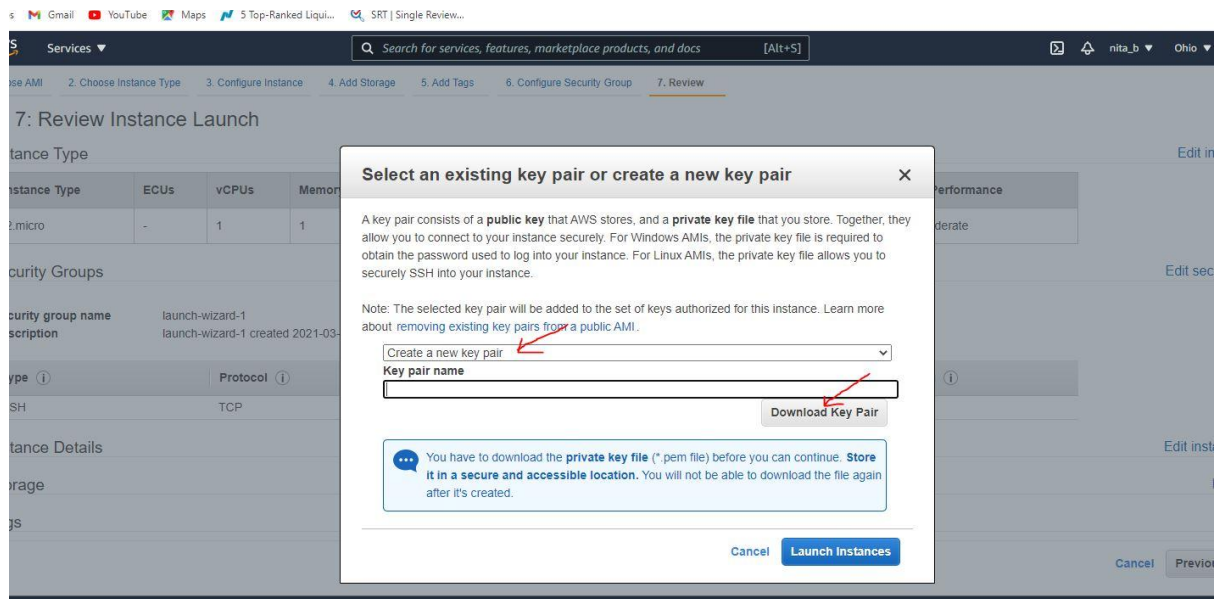 s Gmail YouTube Maps 5 Top-Ranked Liqui... SRT | Single Review...
Services ▼ Search for services, features, marketplace products, and docs [Alt+S] nita_b ▼ Ohio ▼
ose AMI 2. Choose Instance Type 3. Configure Instance 4. Add Storage 5. Add Tags 6. Configure Security Group 7. Review
7: Review Instance Launch
tance Type Edit in
nstance Type ECUs vCPUs Memory Performance
2.micro - 1 1 derate
curity Groups Edit sec
curity group name launch-wizard-1
scription launch-wizard-1 created 2021-03-
ype Protocol
SH TCP
tance Details Edit inst
orage
gs
Cancel Previou
Select an existing key pair or create a new key pair ×
A key pair consists of a public key that AWS stores, and a private key file that you store. Together, they
allow you to connect to your instance securely. For Windows AMIs, the private key file is required to
obtain the password used to log into your instance. For Linux AMIs, the private key file allows you to
securely SSH into your instance.
Note: The selected key pair will be added to the set of keys authorized for this instance. Learn more
about removing existing key pairs from a public AMI.
Create a new key pair
Key pair name
Download Key Pair
You have to download the private key file (*.pem file) before you can continue. Store
it in a secure and accessible location. You will not be able to download the file again
after it's created.
Cancel Launch Instances